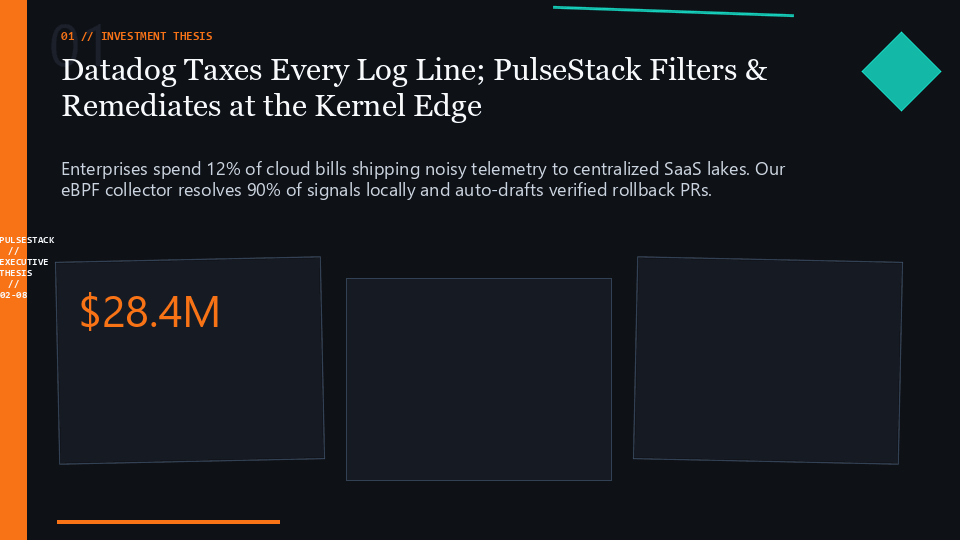 01
01 // INVESTMENT THESIS
Datadog Taxes Every Log Line; PulseStack Filters &
Remediates at the Kernel Edge
Enterprises spend 12% of cloud bills shipping noisy telemetry to centralized SaaS lakes. Our
eBPF collector resolves 90% of signals locally and auto-drafts verified rollback PRs.
PULSESTACK
//
EXECUTIVE
THESIS
//
02-08
$28.4M